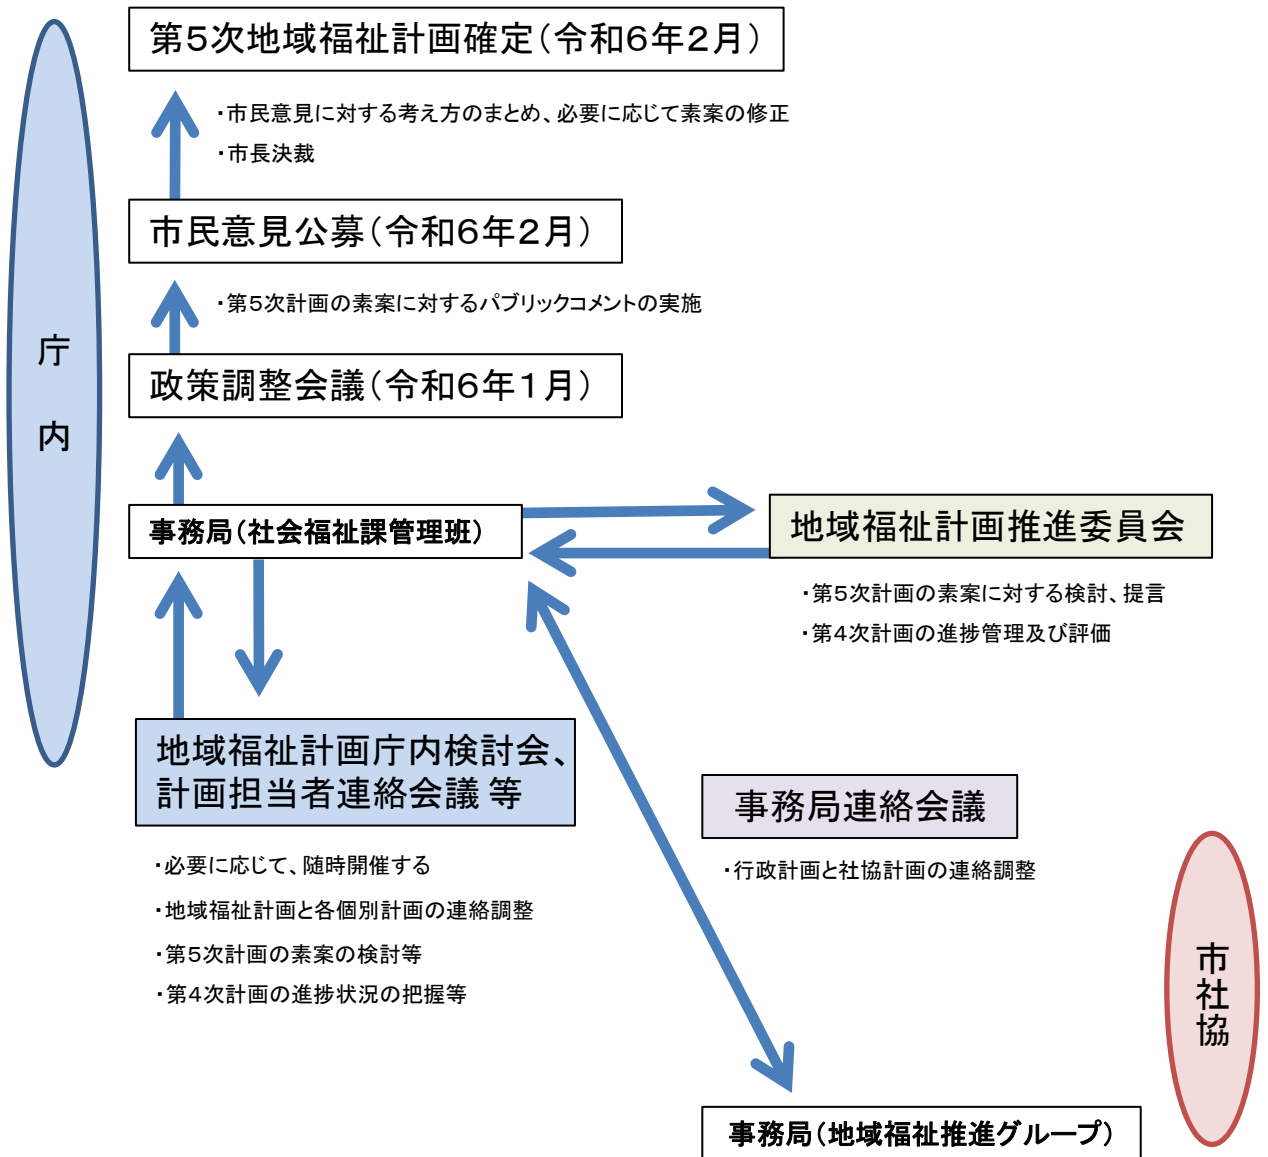 第5次地域福祉計画確定（令和6年2月）
・市民意見に対する考え方のまとめ、必要に応じて素案の修正
・市長決裁
市民意見公募（令和6年2月）
・第5次計画の素案に対するパブリックコメントの実施
庁内
政策調整会議（令和6年1月）
事務局（社会福祉課管理班）
地域福祉計画推進委員会
・第5次計画の素案に対する検討、提言
・第4次計画の進捗管理及び評価
地域福祉計画庁内検討会、
計画担当者連絡会議 等
・必要に応じて、随時開催する
・地域福祉計画と各個別計画の連絡調整
・第5次計画の素案の検討等
・第4次計画の進捗状況の把握等
事務局連絡会議
・行政計画と社協計画の連絡調整
市社協
事務局（地域福祉推進グループ）